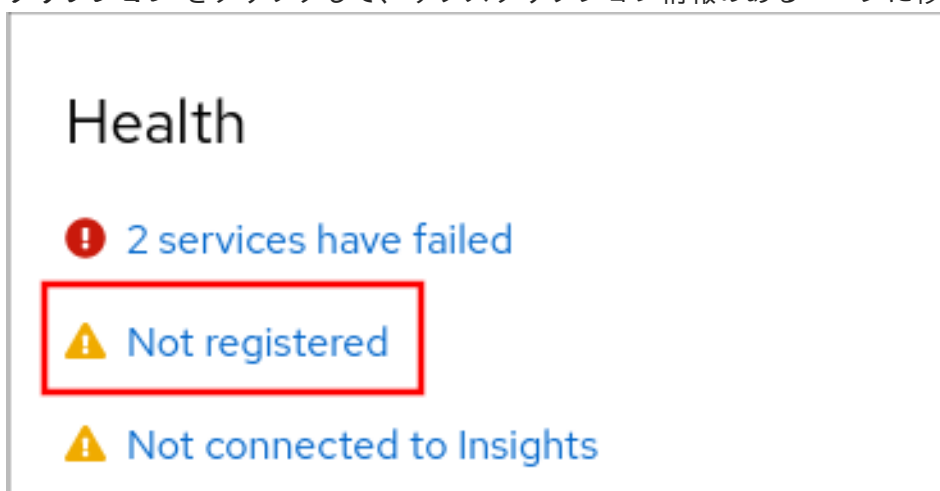 Health
2 services have failed
Not registered
Not connected to Insights